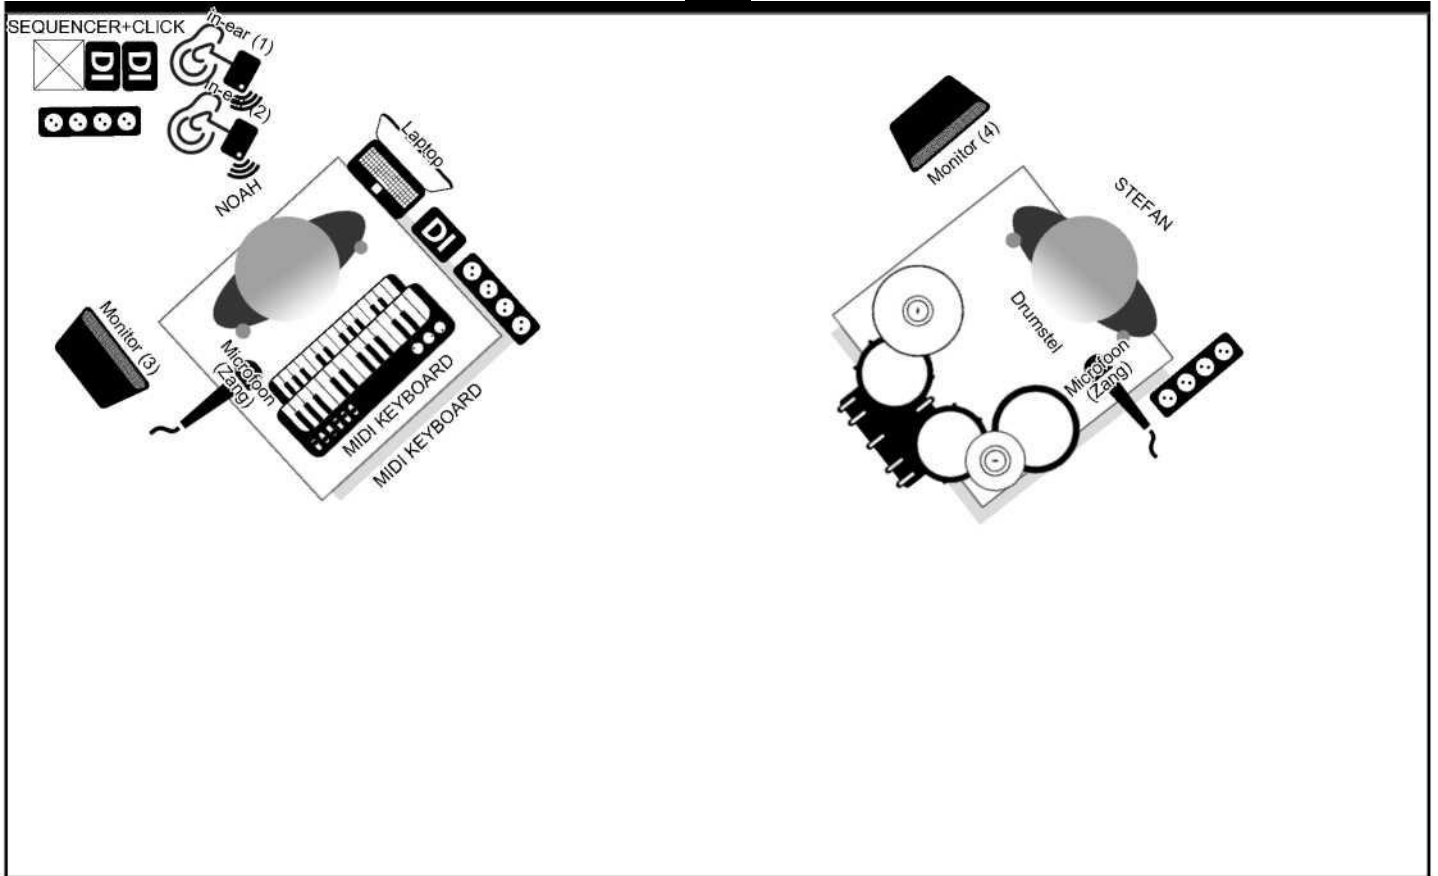 SEQUENCER+CLICK
DI
DI
in-ear (1)
in-ear (2)
NOAH
Laptop
DI
Monitor (3)
Microfoon
(Zang)
MIDI KEYBOARD
MIDI KEYBOARD
Monitor (4)
STEFAN
Drumstel
Microfoon
(Zang)